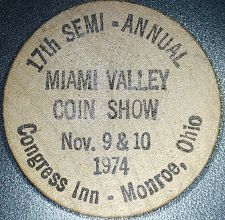 17th SEMI - ANNUAL
MIAMI VALLEY
COIN SHOW
Nov. 9 & 10
1974
Congress Inn - Monroe, Ohio